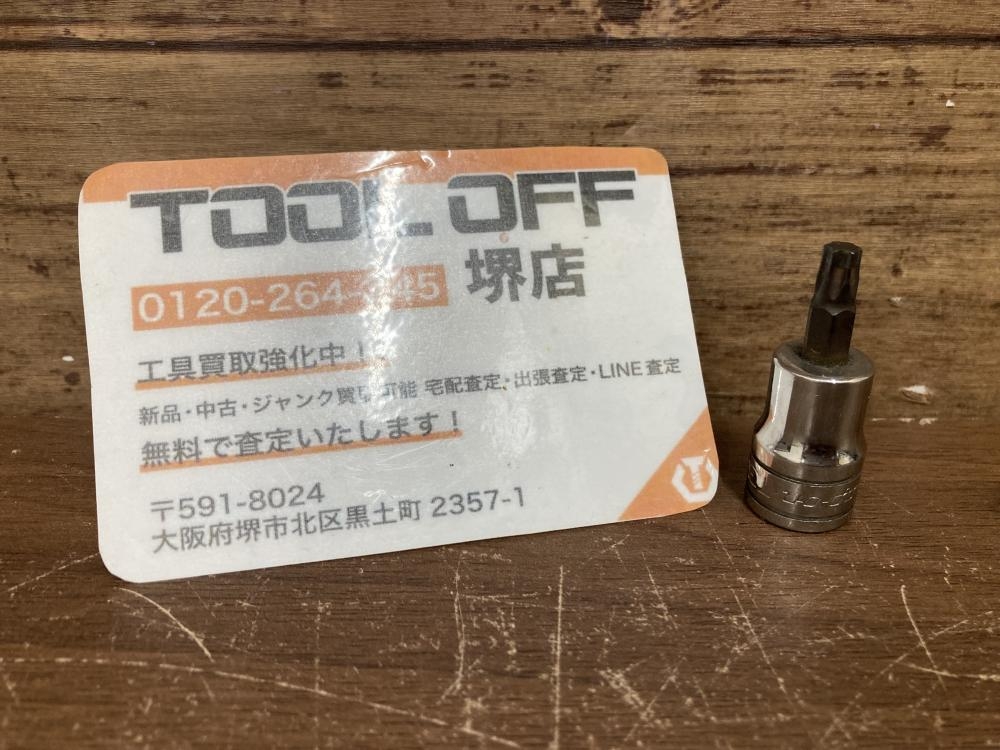 TOOL OFF
堺店
工具買取強化中！
新品・中古・ジャンク買取可能 宅配査定・出張査定・LINE査定
無料で査定いたします！
〒591-8024
大阪府堺市北区黒土町 2357-1